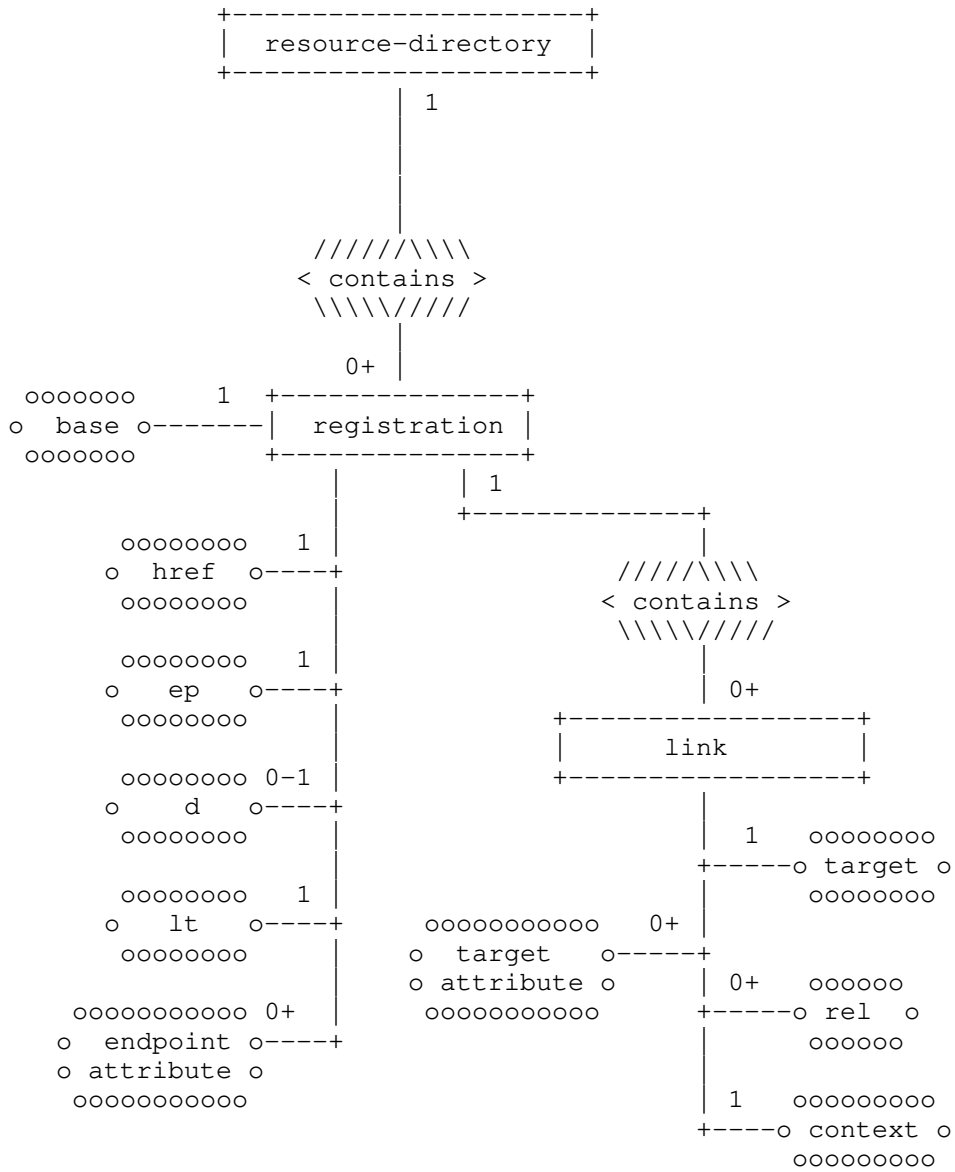 resource-directory
1
< contains >
0+
1
o base o-------| registration |
1
1
o href o----+
< contains >
1
0+
o ep o----+
link
0-1
o d o----+
1
+-----o target o
1
o lt o----+
0+
o target o-----+
o attribute o
0+
+-----o rel o
0+
o endpoint o----+
o attribute o
1
+----o context o